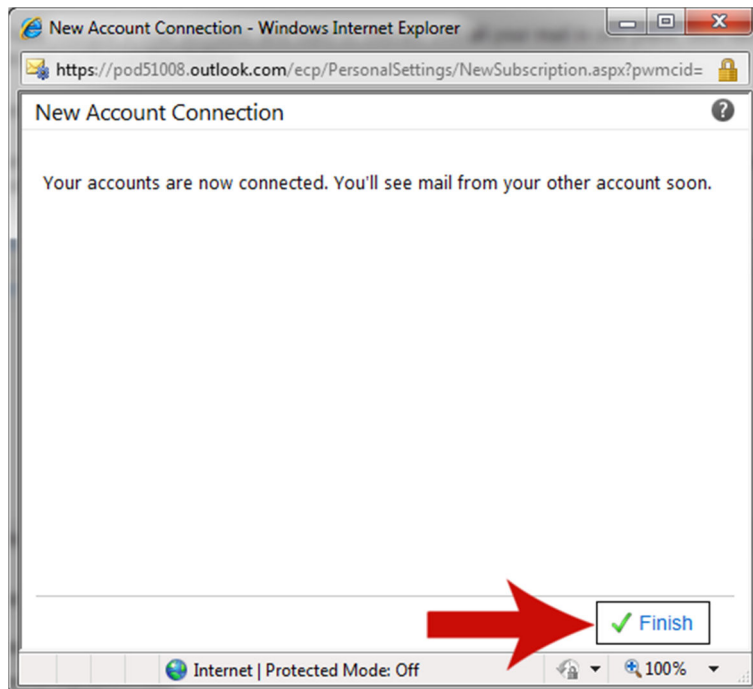 New Account Connection - Windows Internet Explorer
https://pod51008.outlook.com/ecp/PersonalSettings/NewSubscription.aspx?pwmcid=
New Account Connection
Your accounts are now connected. You'll see mail from your other account soon.
Finish
Internet | Protected Mode: Off
100%